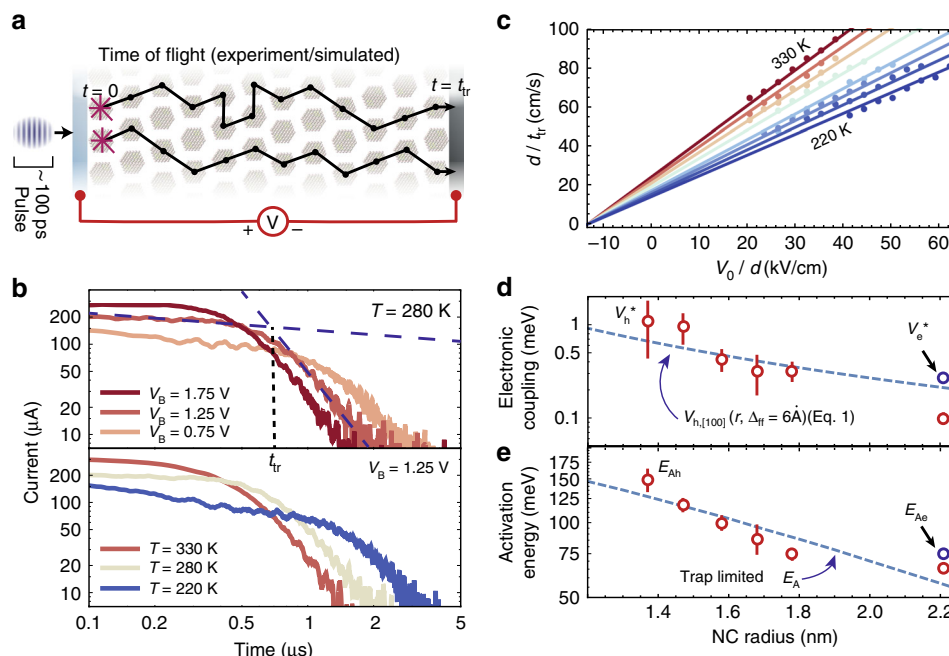 a
Time of flight (experiment/simulated)
t = 0
t = t_tr
~100 ps
Pulse
+ V −
b
T = 280 K
200
100
50
20
10
V_B = 1.75 V
V_B = 1.25 V
V_B = 0.75 V
t_tr
V_B = 1.25 V
Current (μA)
200
100
50
20
10
T = 330 K
T = 280 K
T = 220 K
0.1 0.2 0.5 1 2 5
Time (μs)
c
d / t_tr (cm/s)
100
80
60
40
20
0
330 K
220 K
−10 0 10 20 30 40 50 60
V_0 / d (kV/cm)
d
Electronic
coupling (meV)
1
0.5
0.1
V_h*
V_e*
V_h,[100] (r, Δ_ff = 6Å)(Eq. 1)
e
Activation
energy (meV)
175
150
125
100
75
50
E_Ah
E_Ae
Trap limited
E_A
1.4 1.6 1.8 2.0 2.2
NC radius (nm)